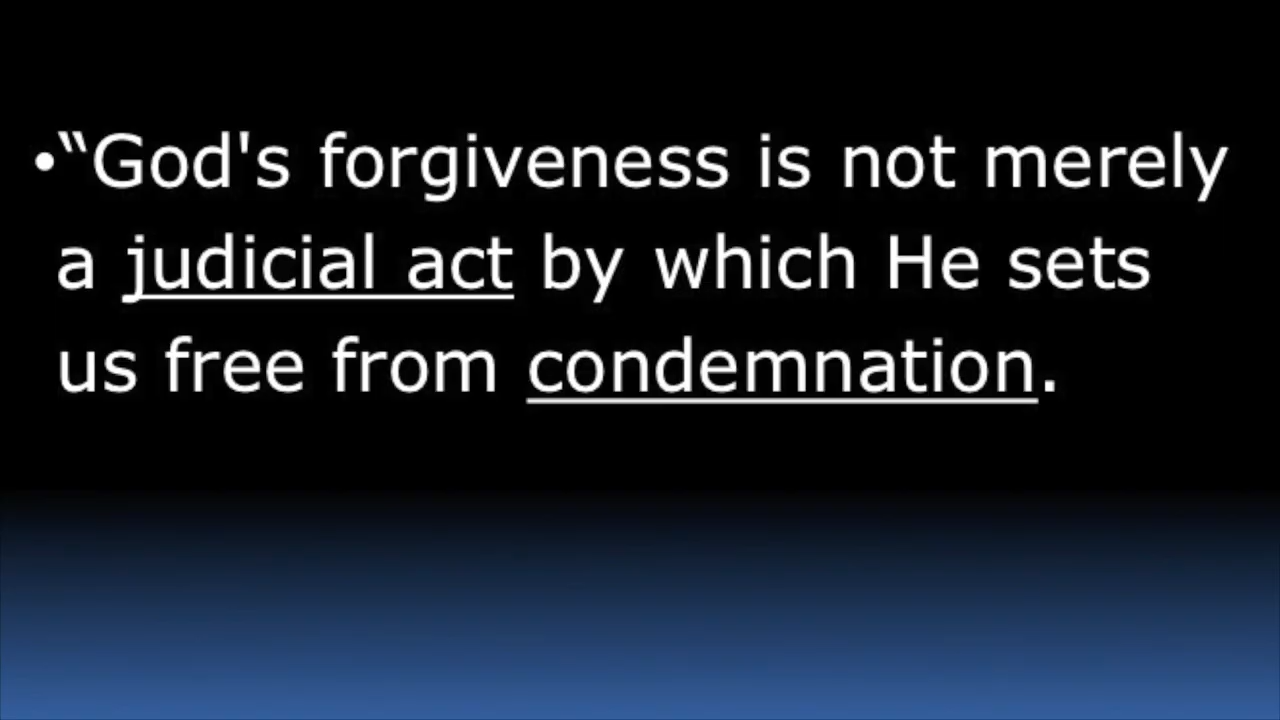 •“God's forgiveness is not merely
a judicial act by which He sets
us free from condemnation.